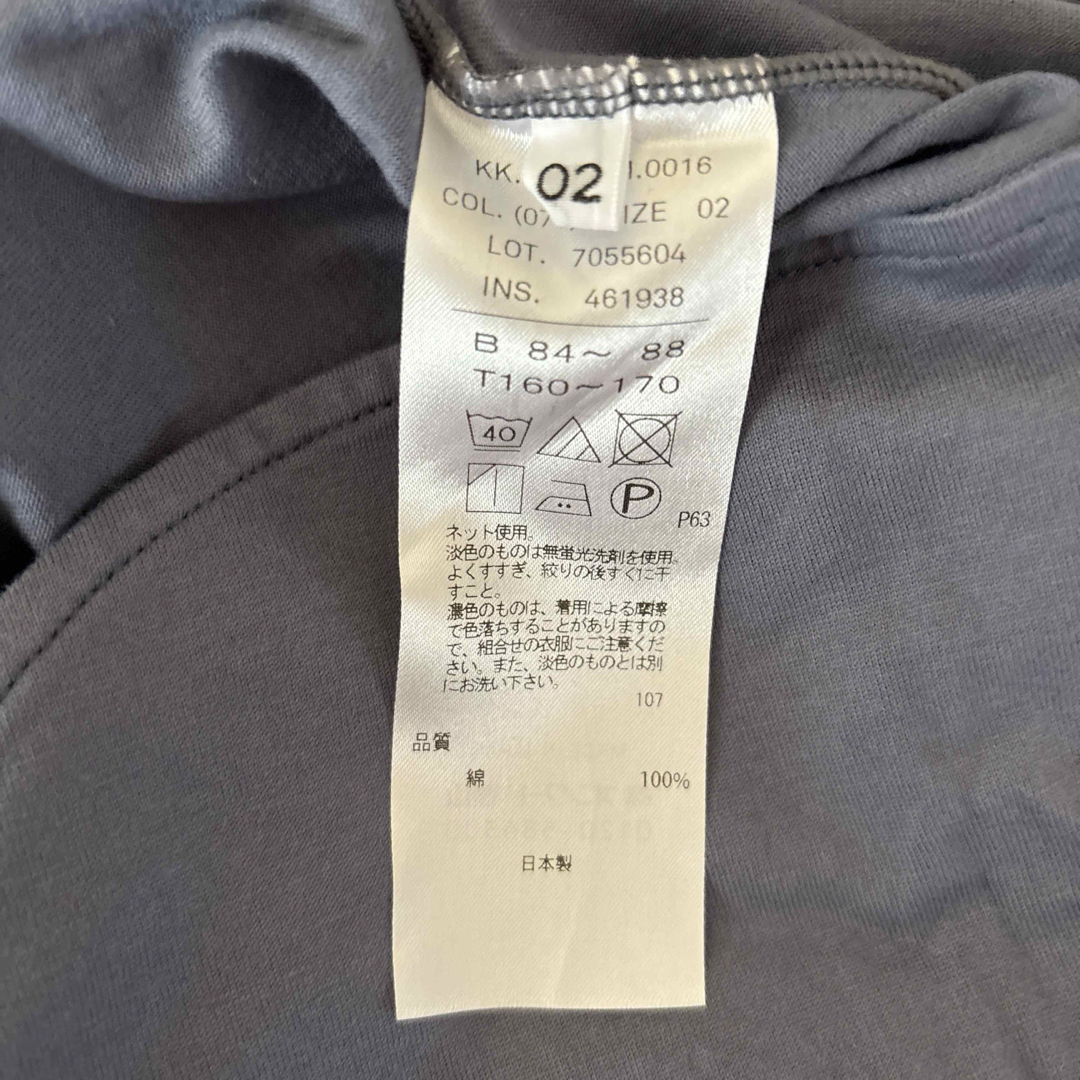 KK. 02 .0016
COL. (07 IZE 02
LOT. 7055604
INS. 461938
B 84～ 88
T160～170
40
P P63
ネット使用。
淡色のものは無蛍光洗剤を使用。
よくすすぎ、絞りの後すぐに干
すこと。
濃色のものは、着用による摩擦
で色落ちすることがありますの
で、組合せの衣服にご注意くだ
さい。また、淡色のものとは別
にお洗い下さい。
107
品質
綿 100%
日本製